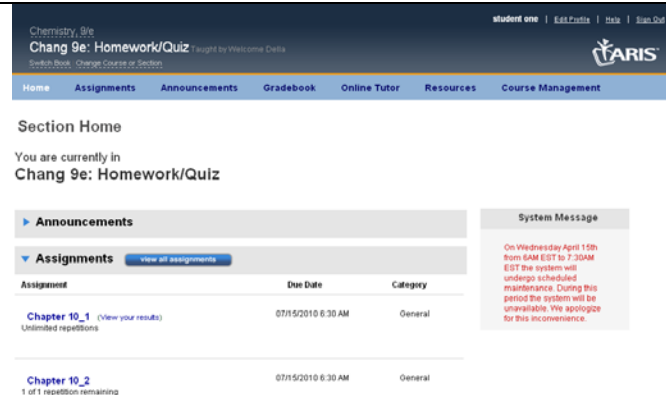 student one | Edit Profile | Help | Sign Out
Chemistry, 9/e
Chang 9e: Homework/Quiz Taught by Welcome Della
Switch Book Change Course or Section
ARIS
Home Assignments Announcements Gradebook Online Tutor Resources Course Management
Section Home
You are currently in
Chang 9e: Homework/Quiz
Announcements
System Message
Assignments view all assignments
On Wednesday April 15th
from 6AM EST to 7:30AM
EST the system will
undergo scheduled
maintenance. During this
period the system will be
unavailable. We apologize
for this inconvenience.
Assignment Due Date Category
Chapter 10_1 (View your results) 07/15/2010 6:30 AM General
Unlimited repetitions
Chapter 10_2 07/15/2010 6:30 AM General
1 of 1 repetition remaining